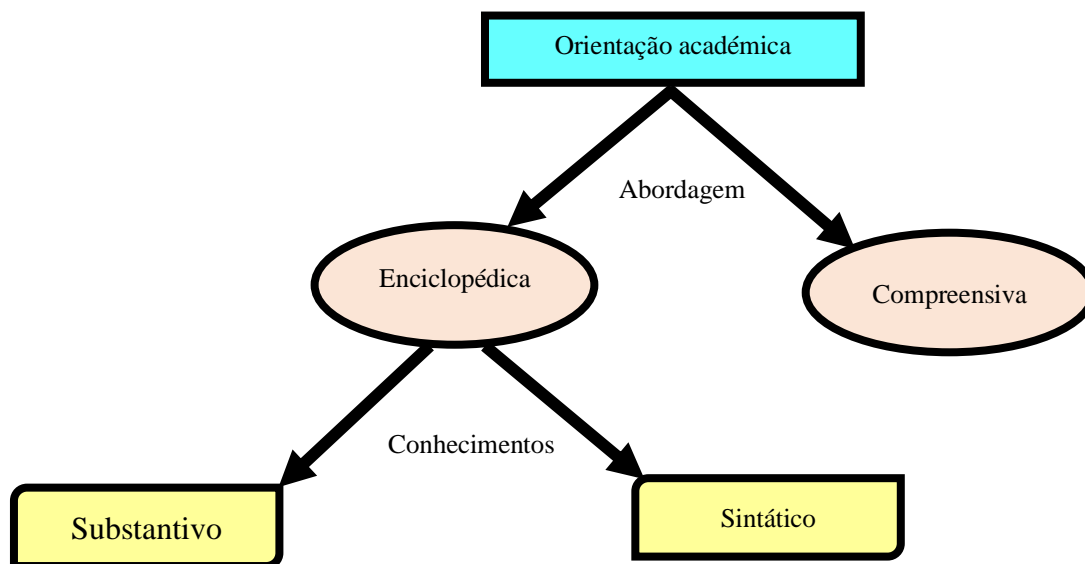 Orientação académica
Abordagem
Enciclopédica
Compreensiva
Conhecimentos
Substantivo
Sintático